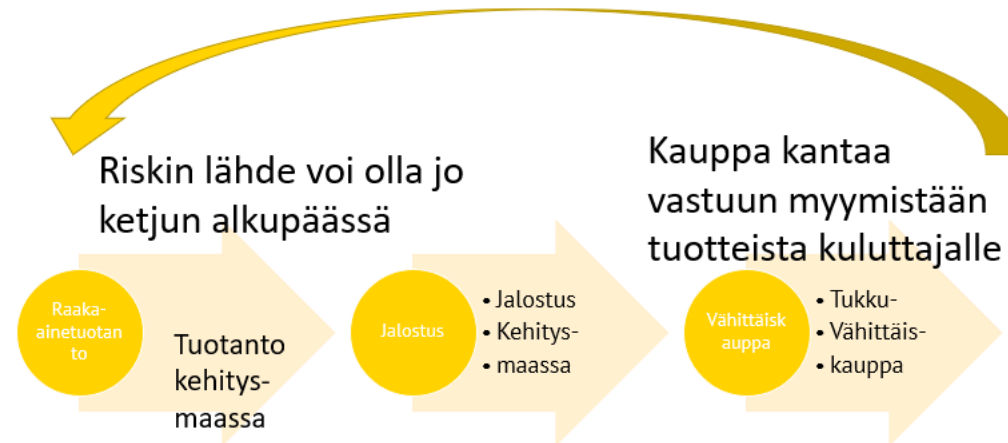 Riskin lähde voi olla jo
ketjun alkupäässä
Kauppa kantaa
vastuun myymistään
tuotteista kuluttajalle
Raaka-
ainetuotan
to
Tuotanto
kehitys-
maassa
Jalostus
• Jalostus
• Kehitys-
• maassa
Vähittäisk
auppa
• Tukku-
• Vähittäis-
• kauppa